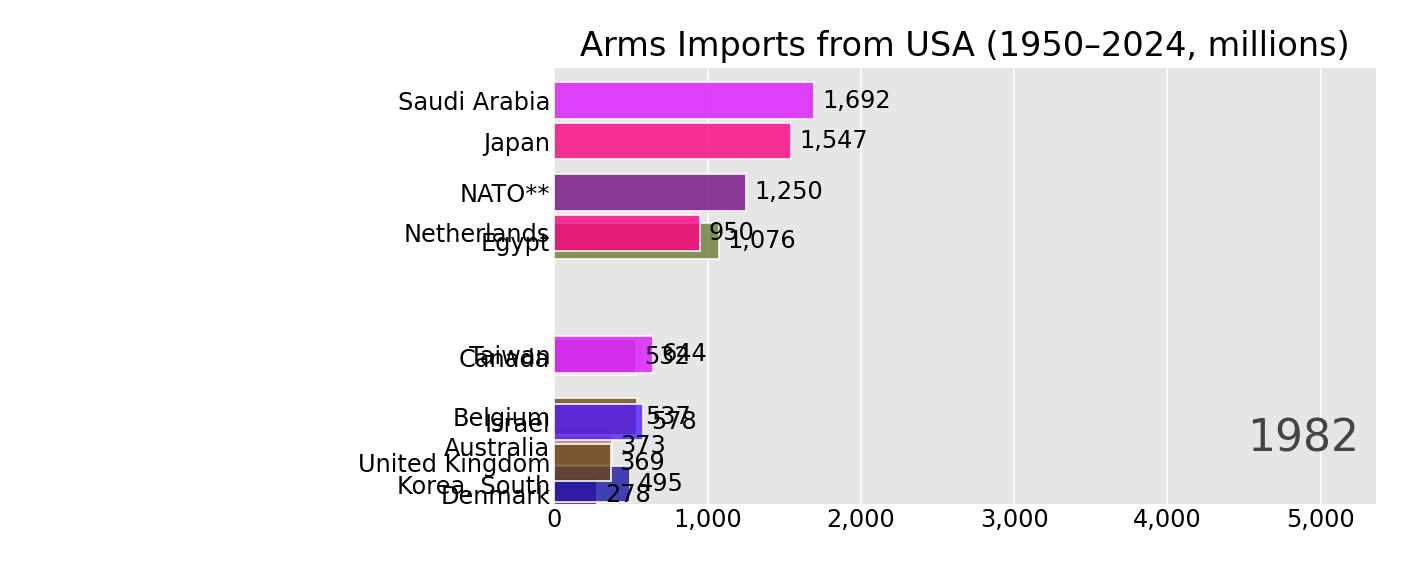 Arms Imports from USA (1950–2024, millions)
Saudi Arabia 1,692
Japan 1,547
NATO** 1,250
Netherlands 950
Egypt 1,076
Taiwan 644
Canada 532
Belgium 537
Israel 578
Australia 373
United Kingdom 369
Korea, South 495
Denmark 278
1982
0 1,000 2,000 3,000 4,000 5,000